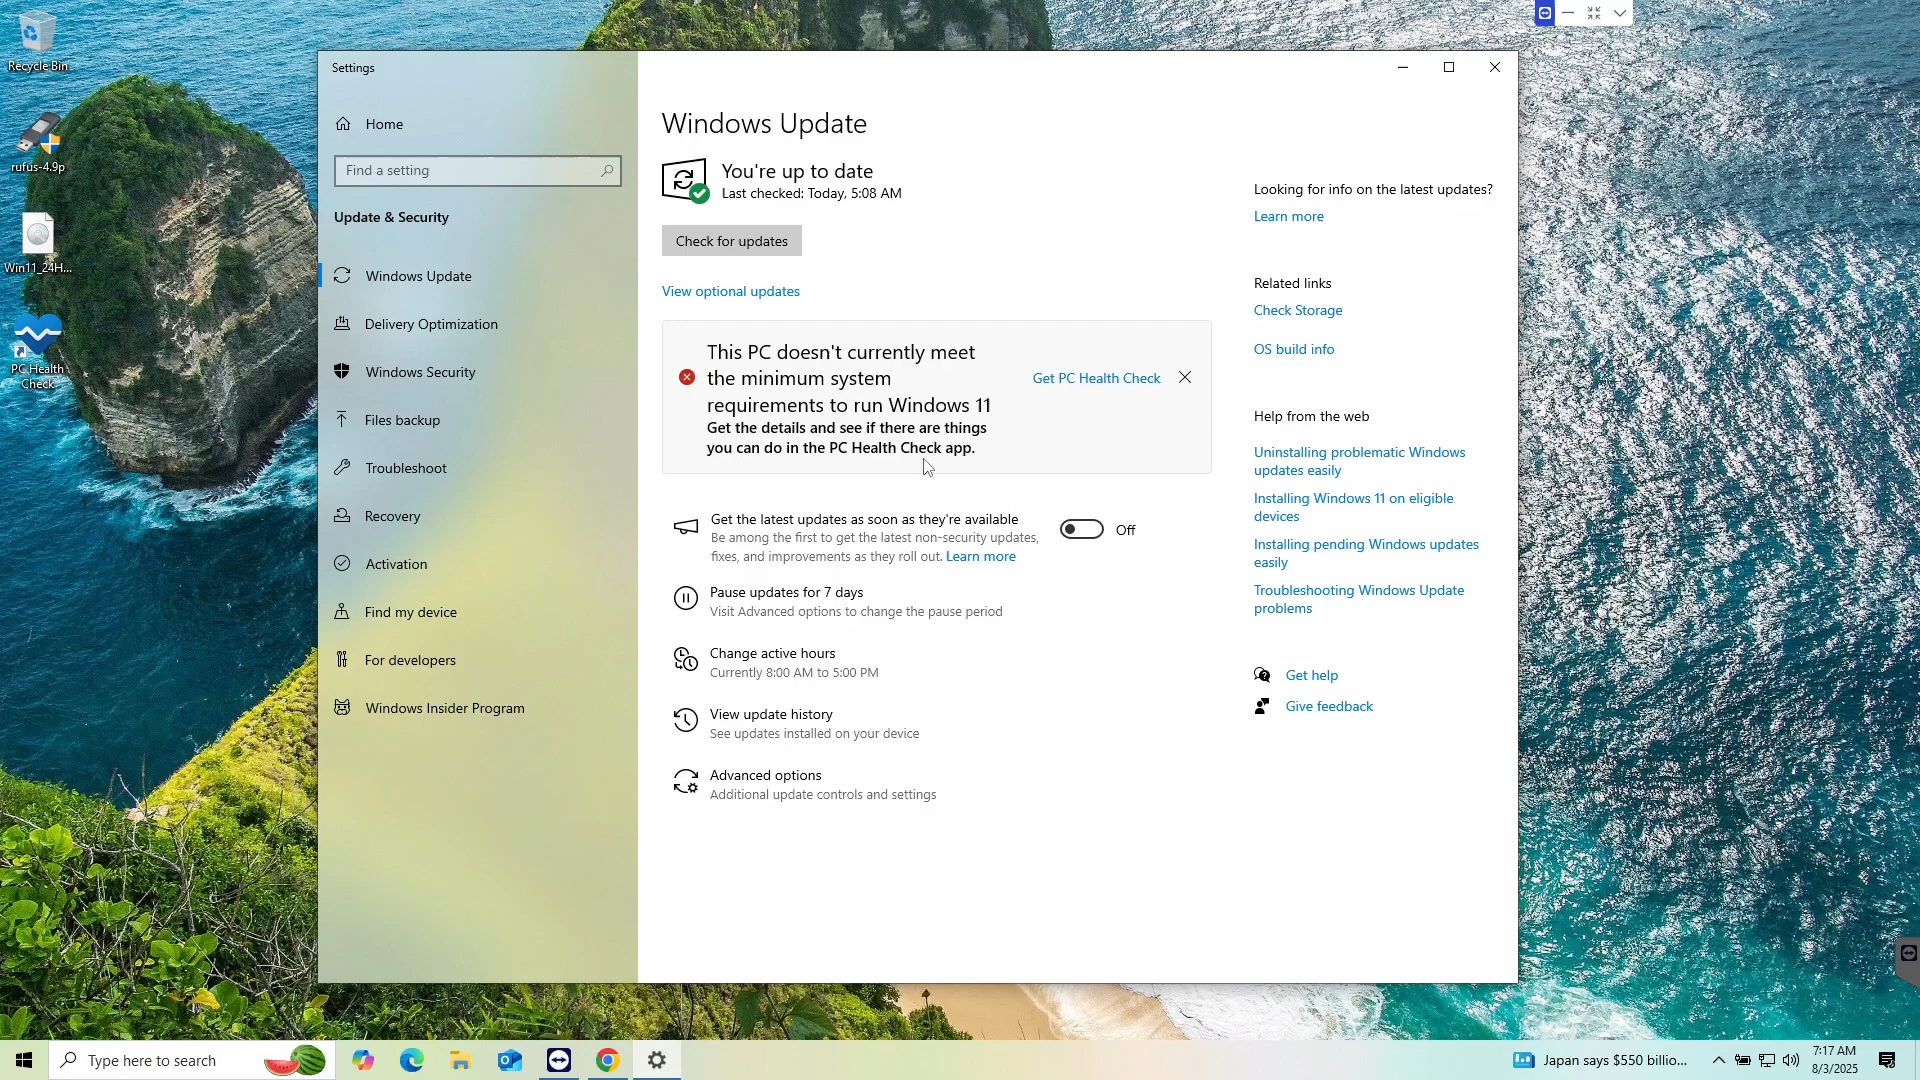 Recycle Bin
rufus-4.9p
Win11_24H...
PC Health
Check
Settings
Home
Find a setting
Update & Security
Windows Update
Delivery Optimization
Windows Security
Files backup
Troubleshoot
Recovery
Activation
Find my device
For developers
Windows Insider Program
Windows Update
You're up to date
Last checked: Today, 5:08 AM
Check for updates
View optional updates
This PC doesn't currently meet
the minimum system
requirements to run Windows 11
Get the details and see if there are things
you can do in the PC Health Check app.
Get PC Health Check
Get the latest updates as soon as they're available
Be among the first to get the latest non-security updates,
fixes, and improvements as they roll out. Learn more
Off
Pause updates for 7 days
Visit Advanced options to change the pause period
Change active hours
Currently 8:00 AM to 5:00 PM
View update history
See updates installed on your device
Advanced options
Additional update controls and settings
Looking for info on the latest updates?
Learn more
Related links
Check Storage
OS build info
Help from the web
Uninstalling problematic Windows
updates easily
Installing Windows 11 on eligible
devices
Installing pending Windows updates
easily
Troubleshooting Windows Update
problems
Get help
Give feedback
Type here to search
Japan says $550 billio...
7:17 AM
8/3/2025